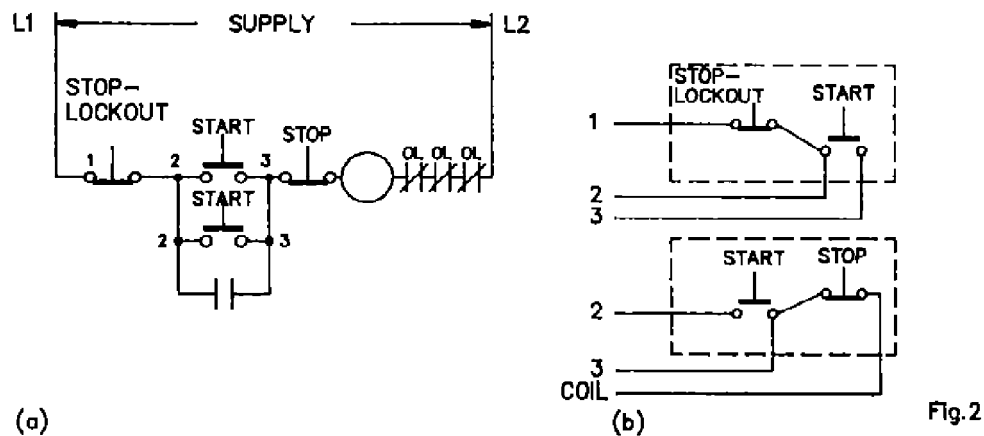 L1 SUPPLY L2
STOP-
LOCKOUT
START STOP
1 2 3 OL OL OL
START
2 3
(a)
STOP-
LOCKOUT START
1
2
3
START STOP
2
3
COIL
(b)
Fig.2